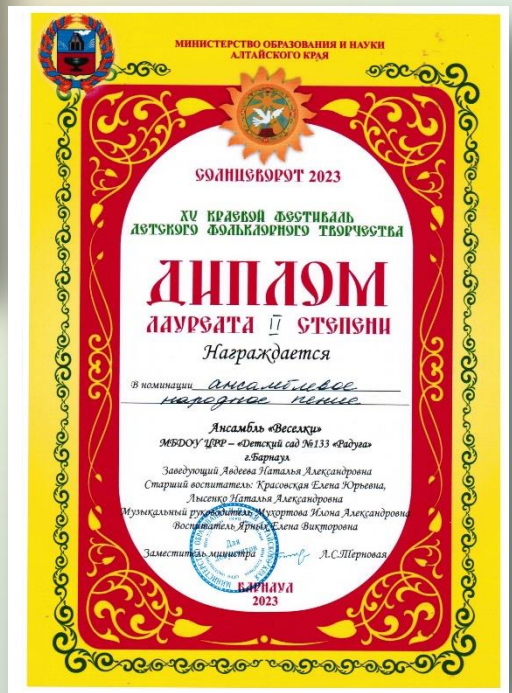 МИНИСТЕРСТВО ОБРАЗОВАНИЯ И НАУКИ
АЛТАЙСКОГО КРАЯ
СОЛНЦЕВОРОТ 2023
XV КРАЕВОЙ ФЕСТИВАЛЬ
ДЕТСКОГО ФОЛЬКЛОРНОГО ТВОРЧЕСТВА
ДИПЛОМ
ЛАУРЕАТА II СТЕПЕНИ
Награждается
В номинации ансамблевое
народное пение
Ансамбль «Веселки»
МБДОУ ЦРР – «Детский сад №133 «Радуга»
г.Барнаул
Заведующий Авдеева Наталья Александровна
Старший воспитатель: Красовская Елена Юрьевна,
Лысенко Наталья Александровна
Музыкальный руководитель Мухортова Илона Александровна
Воспитатель Ярных Елена Викторовна
Для
Заместитель министра Л.С.Терновая
БАРНАУЛ
2023